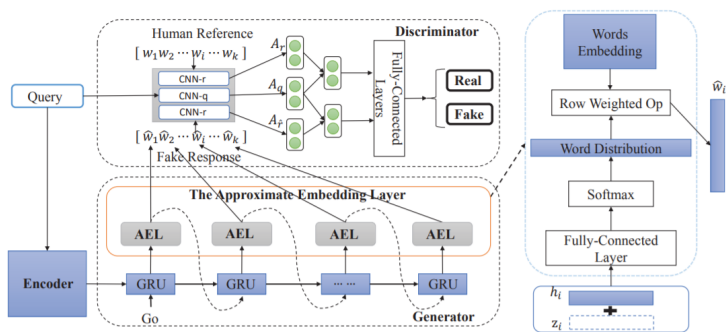 Human Reference
Discriminator
[ w₁w₂ ··· wᵢ ··· wₖ ]
Aᵣ
CNN-r
CNN-q
CNN-r
A_q
A_r̂
Fully-Connected
Layers
Real
Fake
Query
[ ŵ₁ŵ₂ ··· ŵᵢ ··· ŵₖ ]
Fake Response
The Approximate Embedding Layer
AEL
AEL
AEL
AEL
Encoder
GRU
GRU
··· ···
GRU
Go
Generator
Words
Embedding
ŵᵢ
Row Weighted Op
Word Distribution
Softmax
Fully-Connected
Layer
hᵢ
+
zᵢ